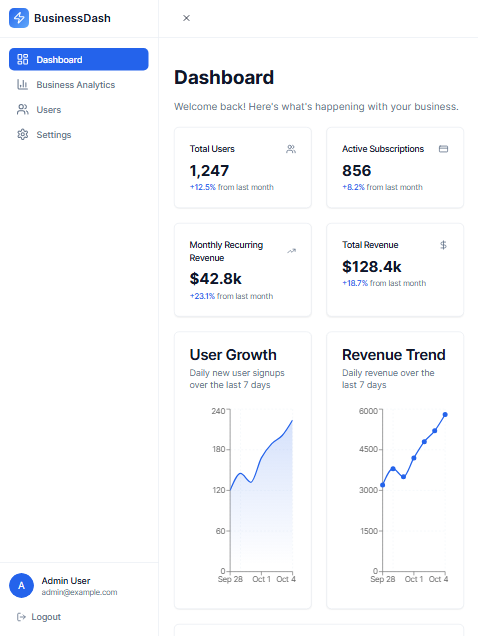 BusinessDash
Dashboard
Business Analytics
Users
Settings
A
Admin User
admin@example.com
Logout
Dashboard
Welcome back! Here's what's happening with your business.
Total Users
1,247
+12.5% from last month
Active Subscriptions
856
+8.2% from last month
Monthly Recurring
Revenue
$42.8k
+23.1% from last month
Total Revenue
$128.4k
+18.7% from last month
User Growth
Daily new user signups
over the last 7 days
240
180
120
60
0
Sep 28 Oct 1 Oct 4
Revenue Trend
Daily revenue over the
last 7 days
6000
4500
3000
1500
0
Sep 28 Oct 1 Oct 4